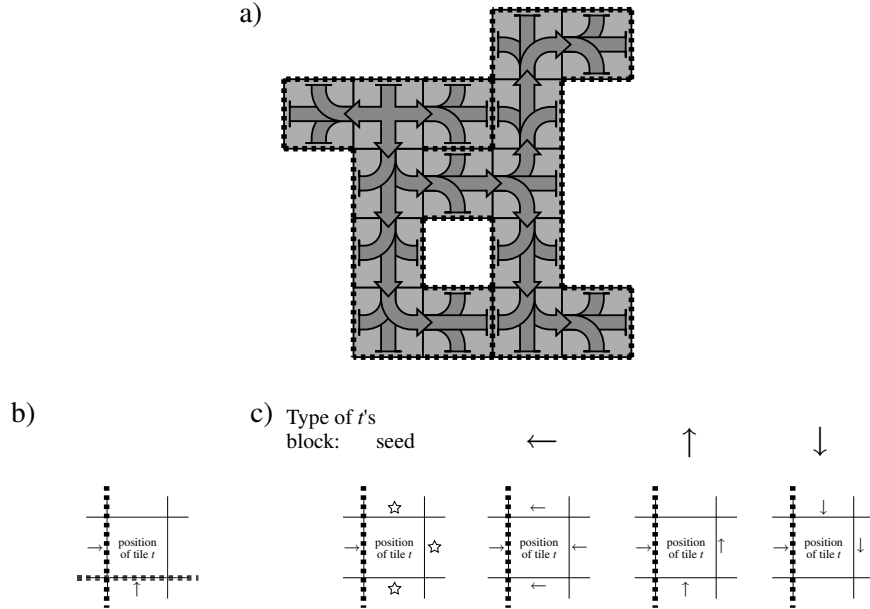 a)
b)
c) Type of t's
block: seed ← ↑ ↓
☆ ← ↓
→ position → position ☆ → position ← → position ↑ → position ↓
of tile t of tile t of tile t of tile t of tile t
↑ ☆ ← ↑